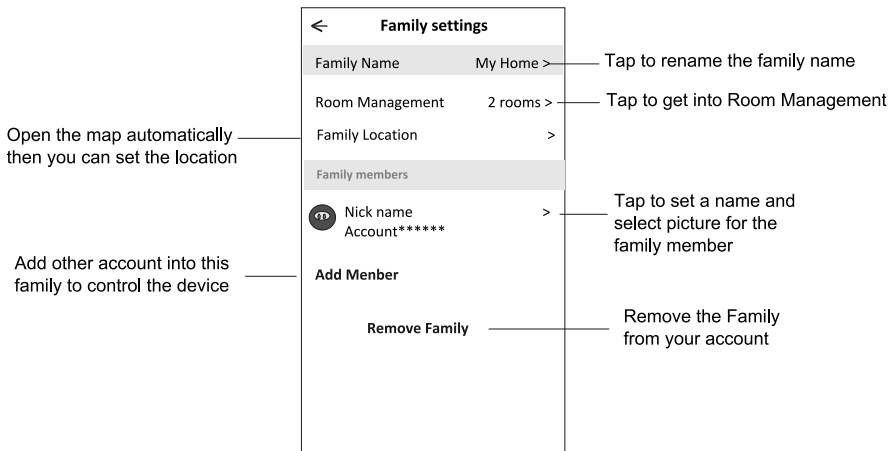 ← Family settings
Family Name My Home >
Tap to rename the family name
Room Management 2 rooms >
Tap to get into Room Management
Open the map automatically
then you can set the location
Family Location >
Family members
Nick name >
Account******
Tap to set a name and
select picture for the
family member
Add other account into this
family to control the device
Add Menber
Remove Family
Remove the Family
from your account